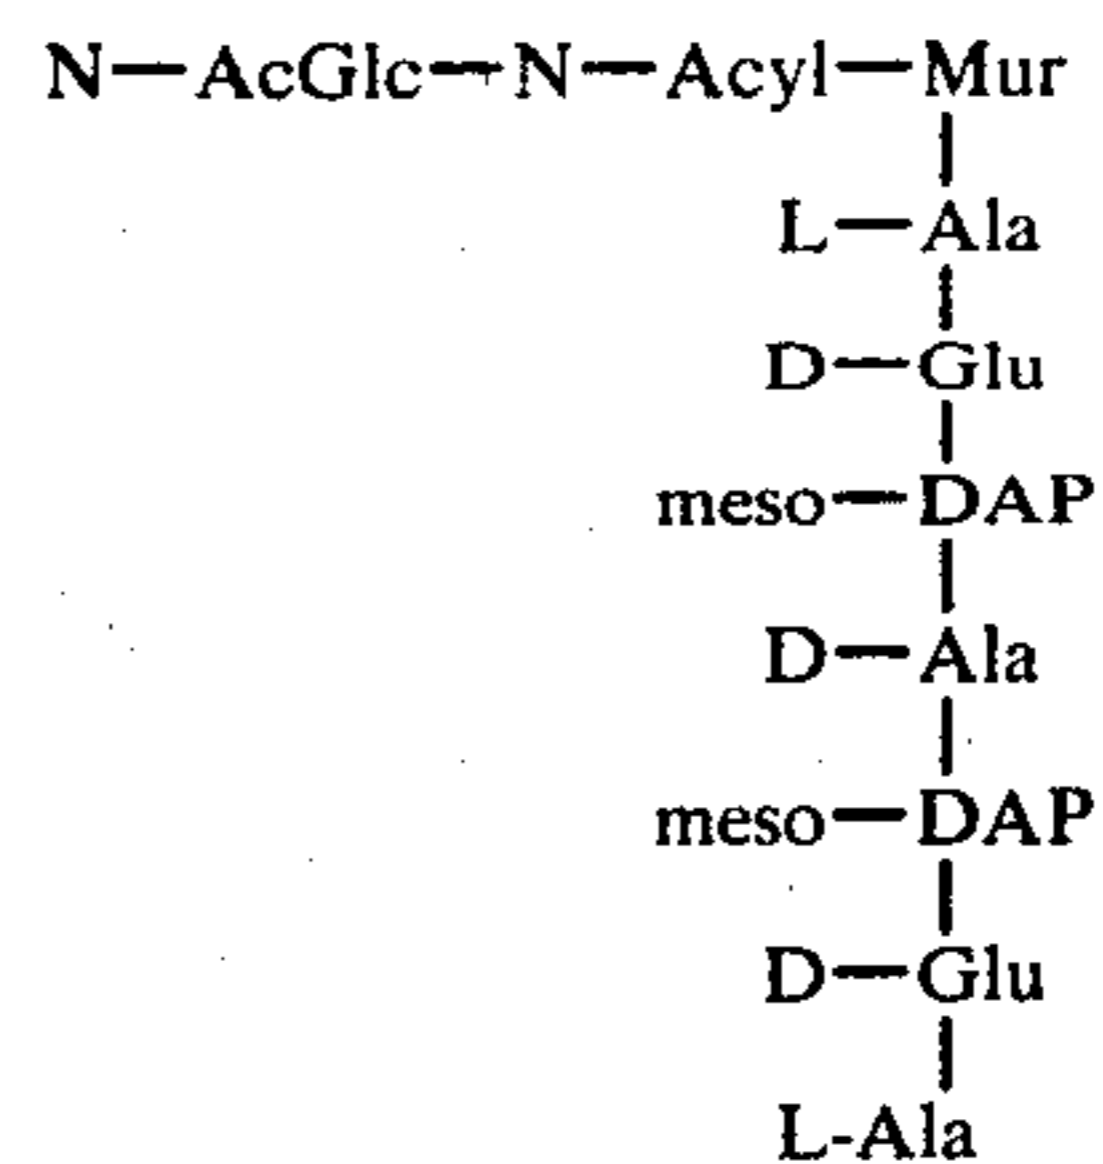 N—AcGlc—N—Acyl—Mur
L—Ala
D—Glu
meso—DAP
D—Ala
meso—DAP
D—Glu
L-Ala